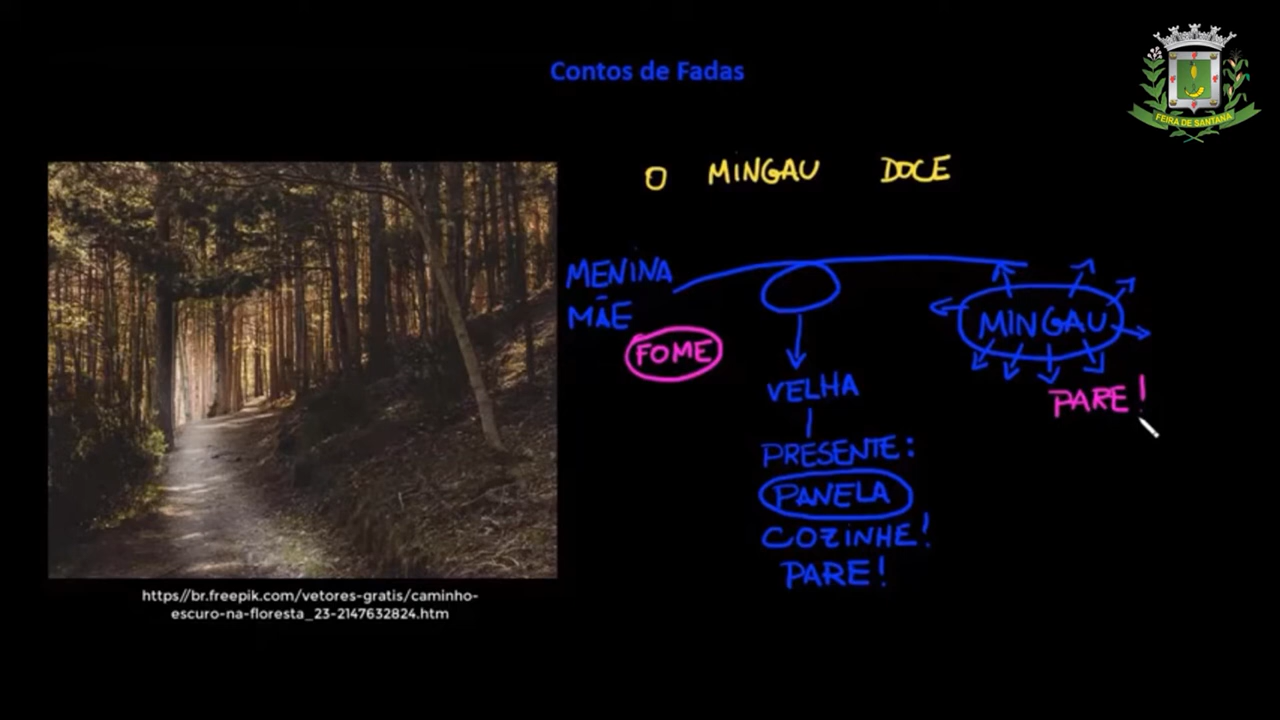 Contos de Fadas
FEIRA DE SANTANA
O MINGAU DOCE
MENINA
MÃE
FOME
VELHA
PRESENTE:
PANELA
COZINHE!
PARE!
MINGAU
PARE!
https//br.freepik.com/vetores-gratis/caminho-
escuro-na-floresta_23-2147632824.htm